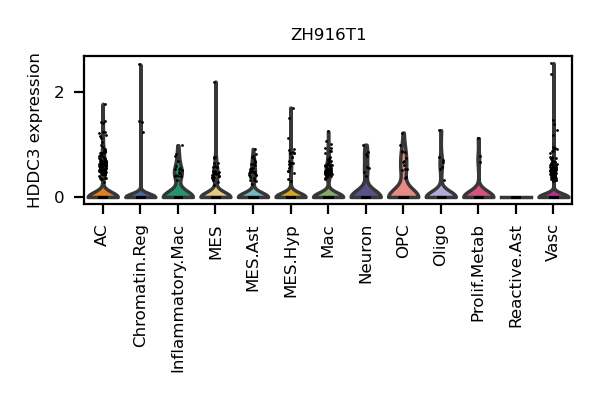 ZH916T1
HDDC3 expression
2
0
AC
Chromatin.Reg
Inflammatory.Mac
MES
MES.Ast
MES.Hyp
Mac
Neuron
OPC
Oligo
Prolif.Metab
Reactive.Ast
Vasc